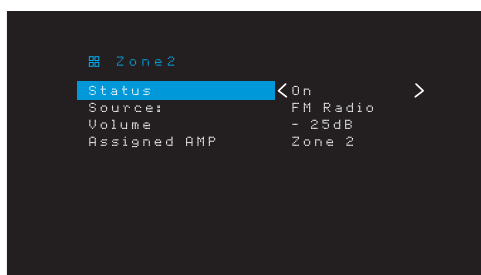 Zone2
Status < On >
Source: FM Radio
Volume - 25dB
Assigned AMP Zone 2